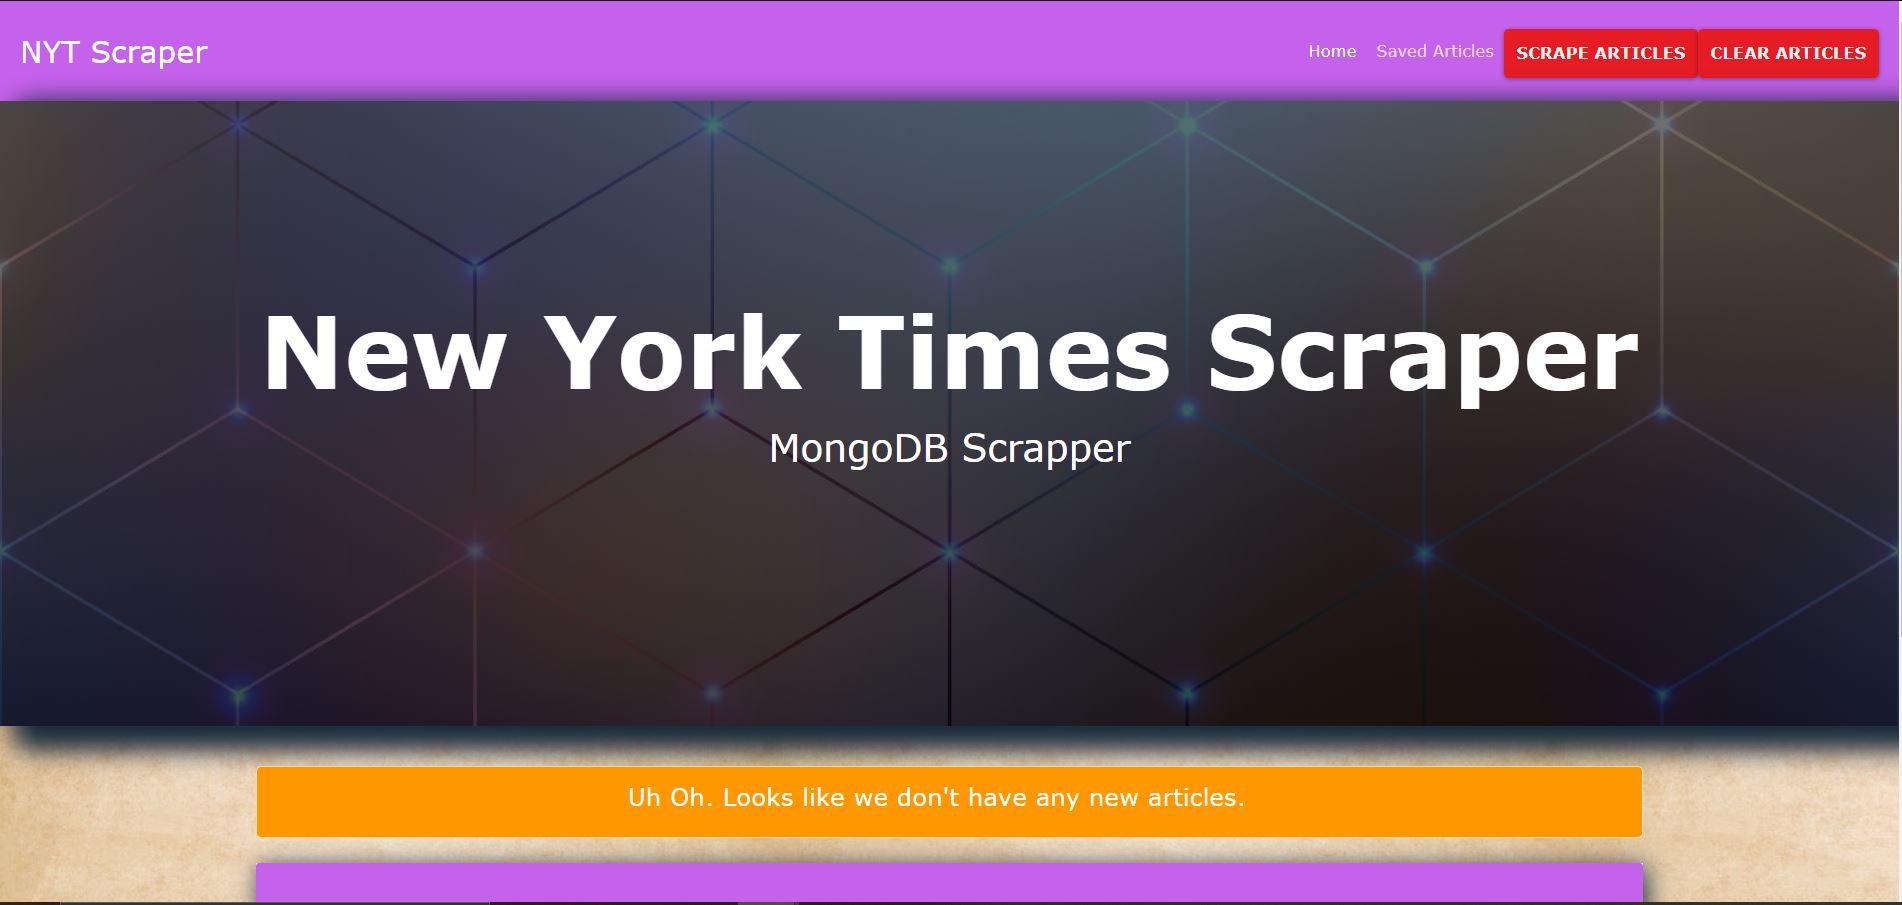 NYT Scraper
Home
Saved Articles
SCRAPE ARTICLES
CLEAR ARTICLES
New York Times Scraper
MongoDB Scrapper
Uh Oh. Looks like we don't have any new articles.